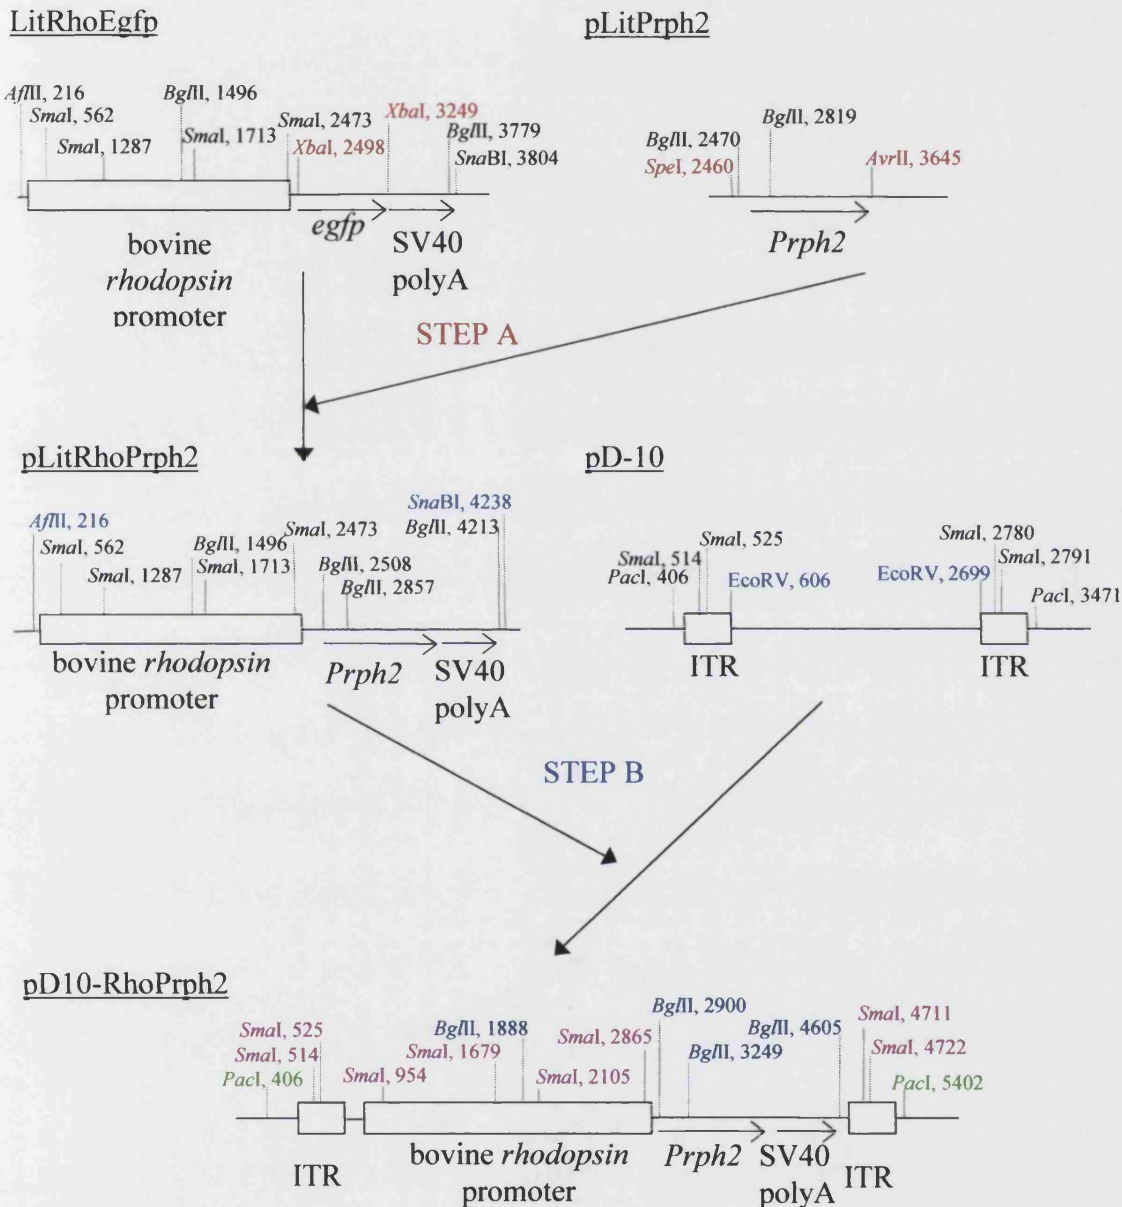 LitRhoEgfp
pLitPrph2
AflII, 216
SmaI, 562
SmaI, 1287
BglII, 1496
SmaI, 1713
SmaI, 2473
XbaI, 2498
XbaI, 3249
BglII, 3779
SnaBI, 3804
egfp
SV40
polyA
bovine
rhodopsin
promoter
BglII, 2819
BglII, 2470
SpeI, 2460
AvrII, 3645
Prph2
STEP A
pLitRhoPrph2
pD-10
AflII, 216
SmaI, 562
SmaI, 1287
BglII, 1496
SmaI, 1713
SmaI, 2473
BglII, 2508
BglII, 2857
SnaBI, 4238
BglII, 4213
bovine rhodopsin
promoter
Prph2
SV40
polyA
SmaI, 525
SmaI, 514
PacI, 406
EcoRV, 606
EcoRV, 2699
SmaI, 2780
SmaI, 2791
PacI, 3471
ITR
ITR
STEP B
pD10-RhoPrph2
SmaI, 525
SmaI, 514
PacI, 406
SmaI, 954
BglII, 1888
SmaI, 1679
SmaI, 2105
SmaI, 2865
BglII, 2900
BglII, 3249
BglII, 4605
SmaI, 4711
SmaI, 4722
PacI, 5402
ITR
bovine rhodopsin
promoter
Prph2
SV40
polyA
ITR